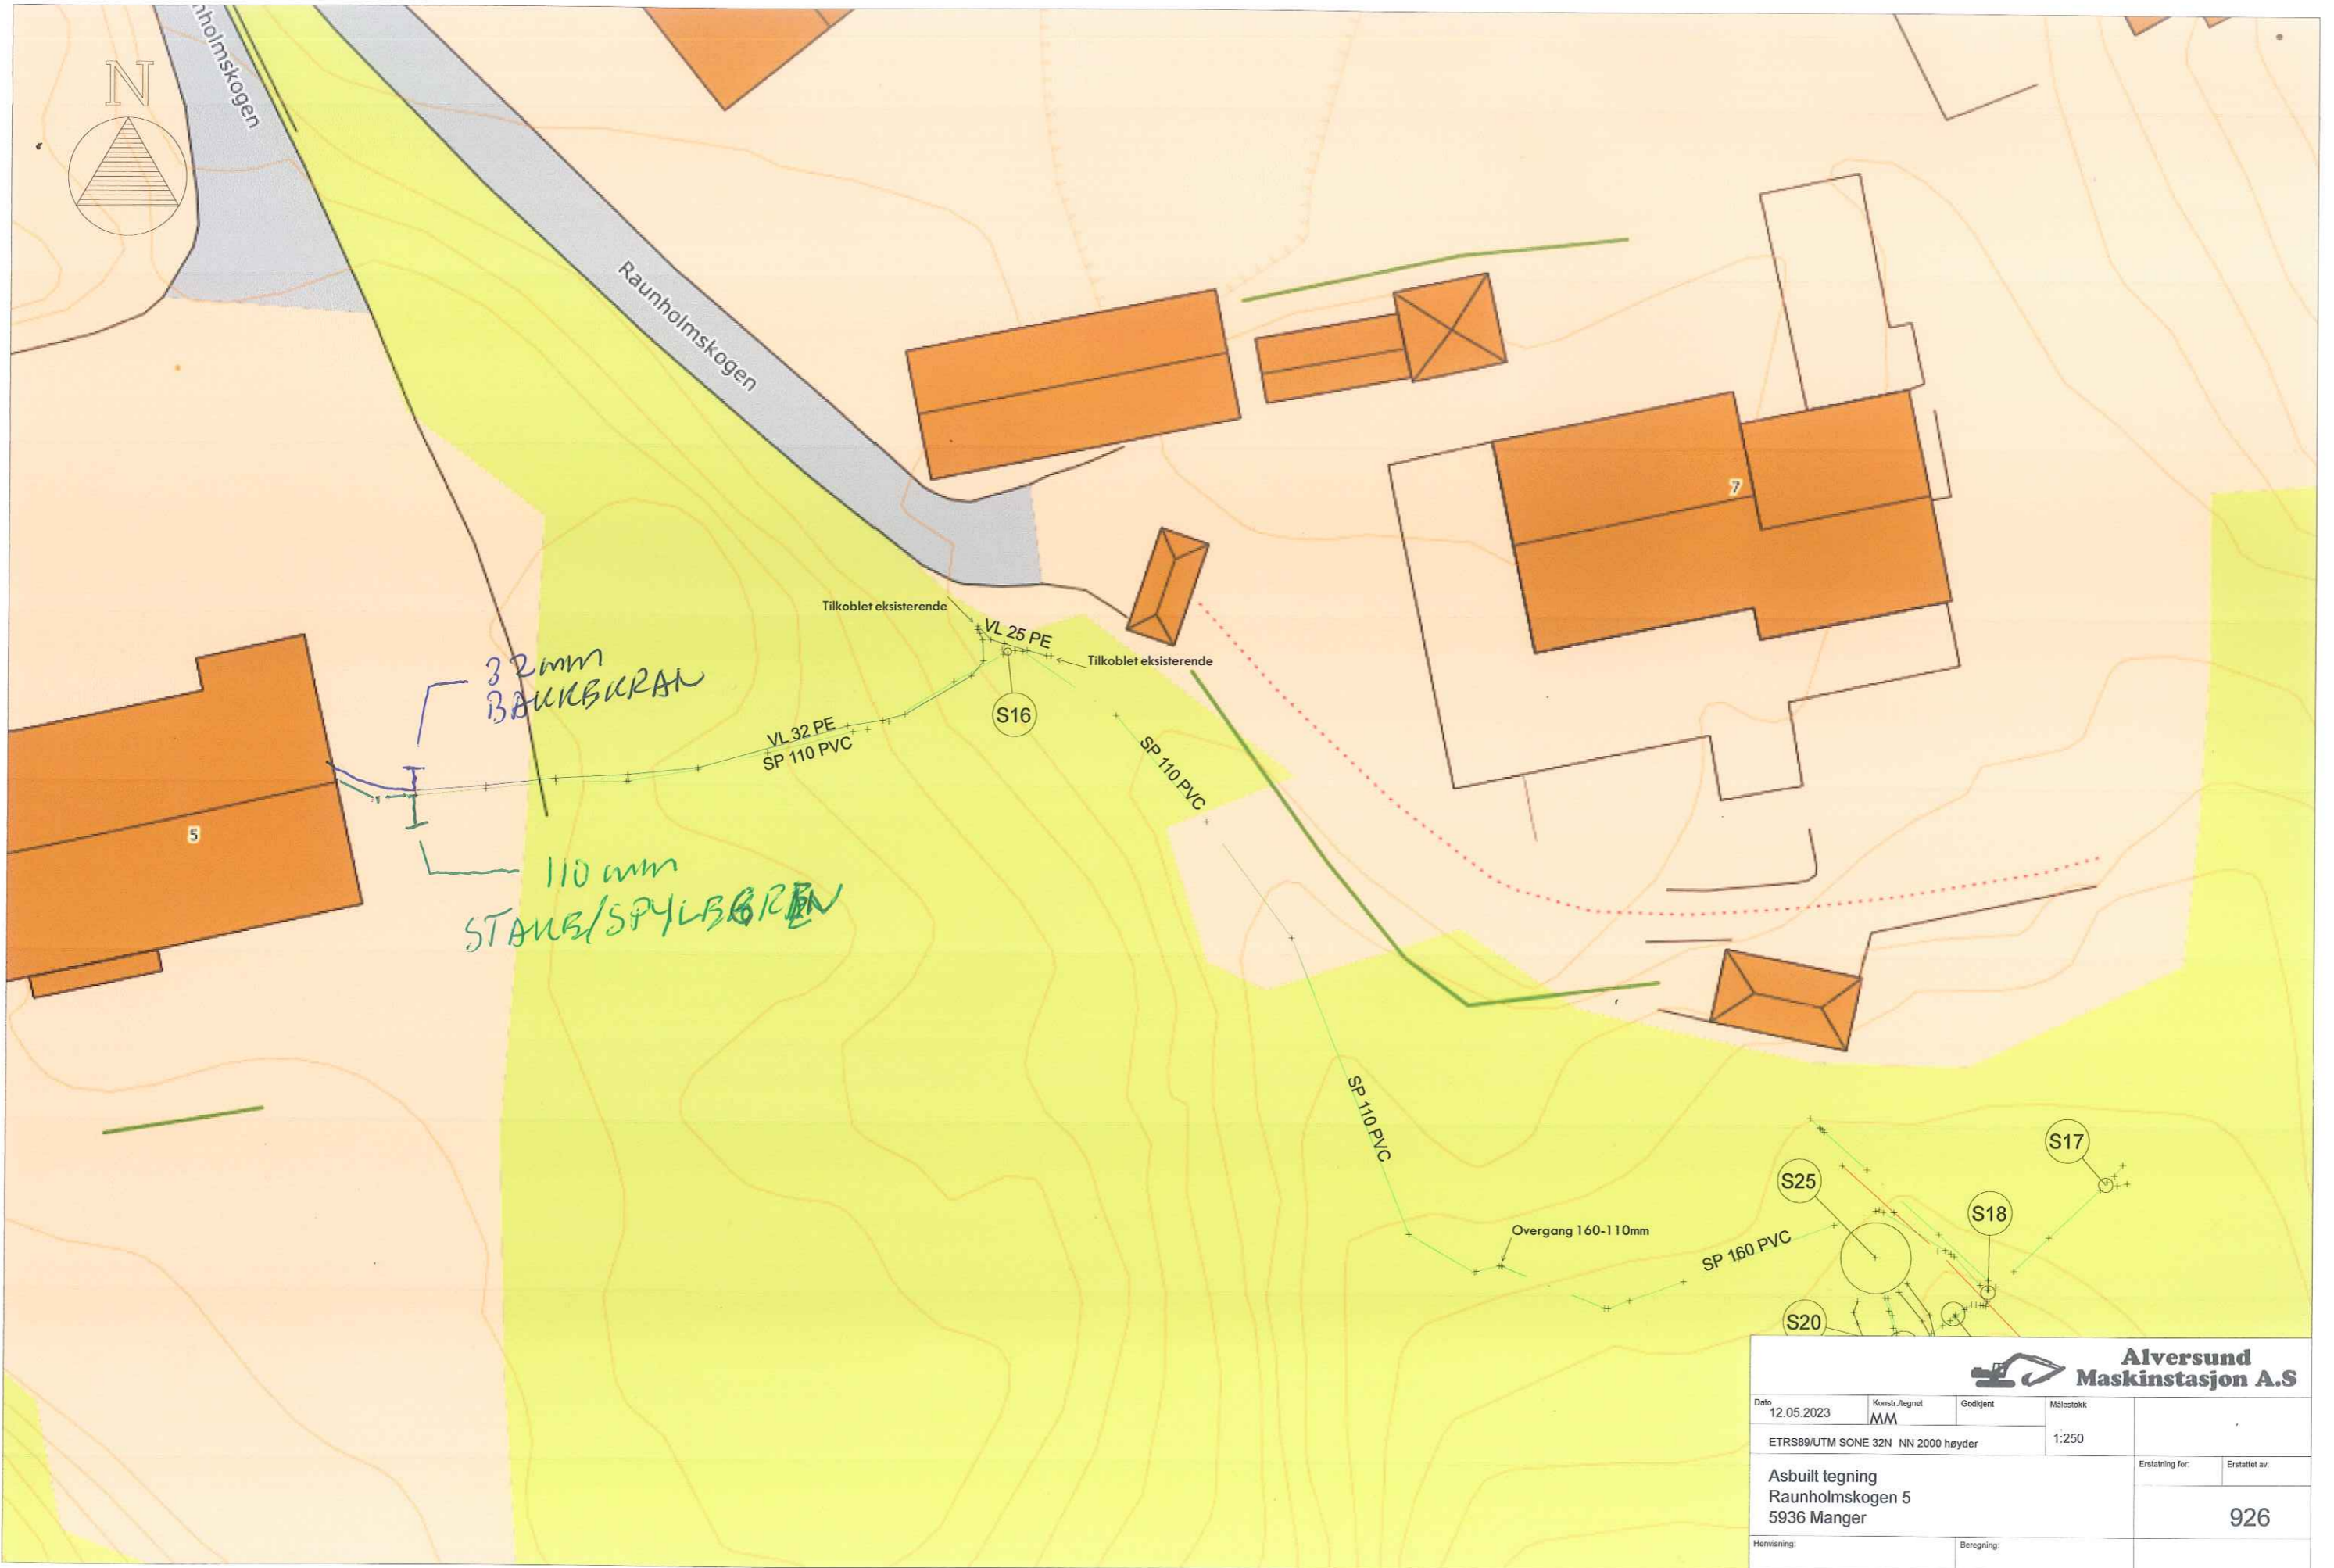 nholmskogen
N
Raunholmskogen
7
Tilkoblet eksisterende
VL 25 PE
Tilkoblet eksisterende
S16
32mm
BAKKEKRAN
VL 32 PE
SP 110 PVC
SP 110 PVC
5
110 mm
STAKE/SPYLEGREN
SP 110 PVC
S17
S25
S18
Overgang 160-110mm
SP 160 PVC
S20
Alversund
Maskinstasjon A.S
Dato
12.05.2023
Konstr./tegnet
MM
Godkjent
Målestokk
1:250
ETRS89/UTM SONE 32N NN 2000 høyder
Erstatning for:
Erstattet av:
Asbuilt tegning
Raunholmskogen 5
5936 Manger
926
Henvisning:
Beregning: